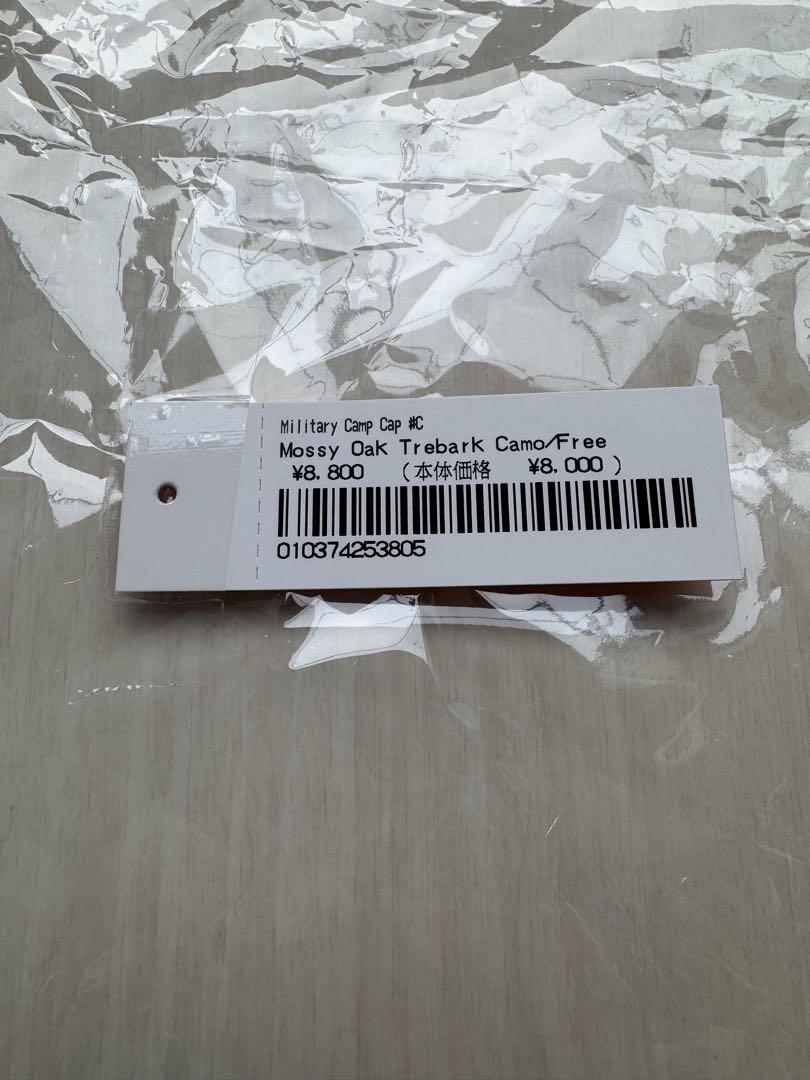 Military Camp Cap #C
Mossy Oak Trebark Camo/Free
¥8,800 (本体価格 ¥8,000 )
010374253805